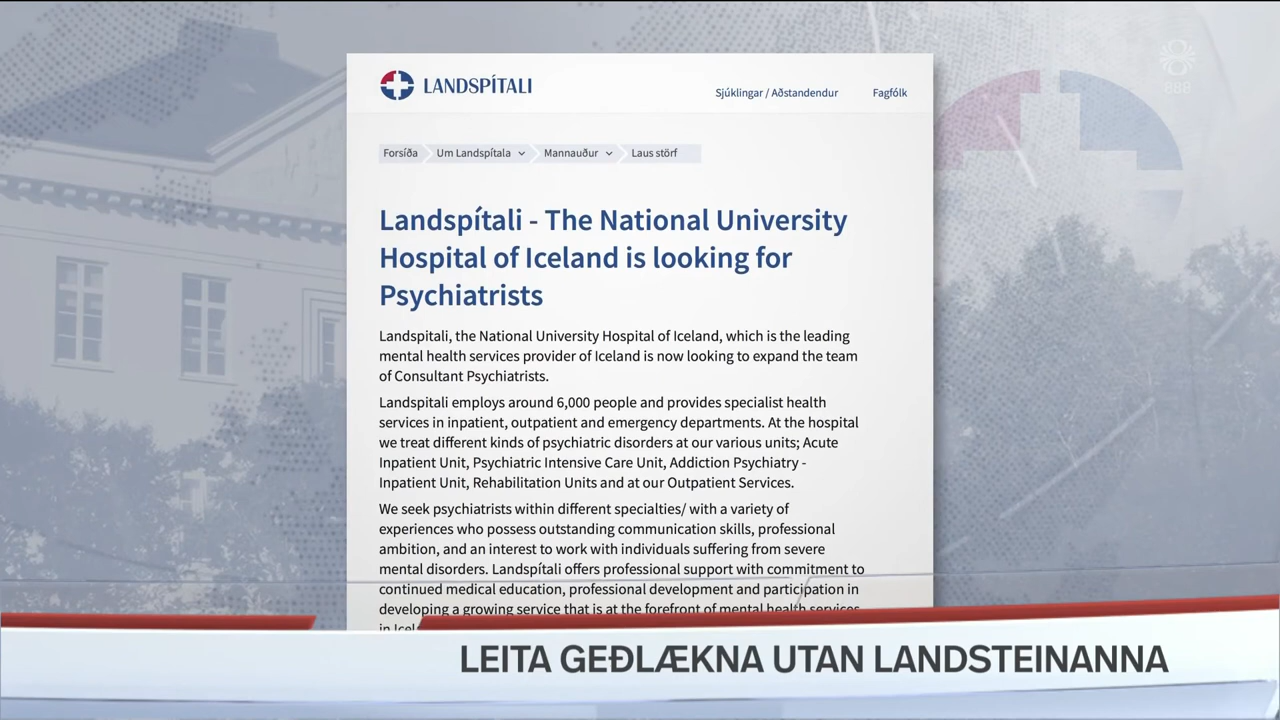 888
LANDSPÍTALI
Sjúklingar / Aðstandendur
Fagfólk
Forsíða
Um Landspítala
Mannauður
Laus störf
Landspítali - The National University
Hospital of Iceland is looking for
Psychiatrists
Landspitali, the National University Hospital of Iceland, which is the leading
mental health services provider of Iceland is now looking to expand the team
of Consultant Psychiatrists.
Landspitali employs around 6,000 people and provides specialist health
services in inpatient, outpatient and emergency departments. At the hospital
we treat different kinds of psychiatric disorders at our various units; Acute
Inpatient Unit, Psychiatric Intensive Care Unit, Addiction Psychiatry -
Inpatient Unit, Rehabilitation Units and at our Outpatient Services.
We seek psychiatrists within different specialties/ with a variety of
experiences who possess outstanding communication skills, professional
ambition, and an interest to work with individuals suffering from severe
mental disorders. Landspítali offers professional support with commitment to
continued medical education, professional development and participation in
developing a growing service that is at the forefront of mental health services
in
LEITA GEÐLÆKNA UTAN LANDSTEINANNA